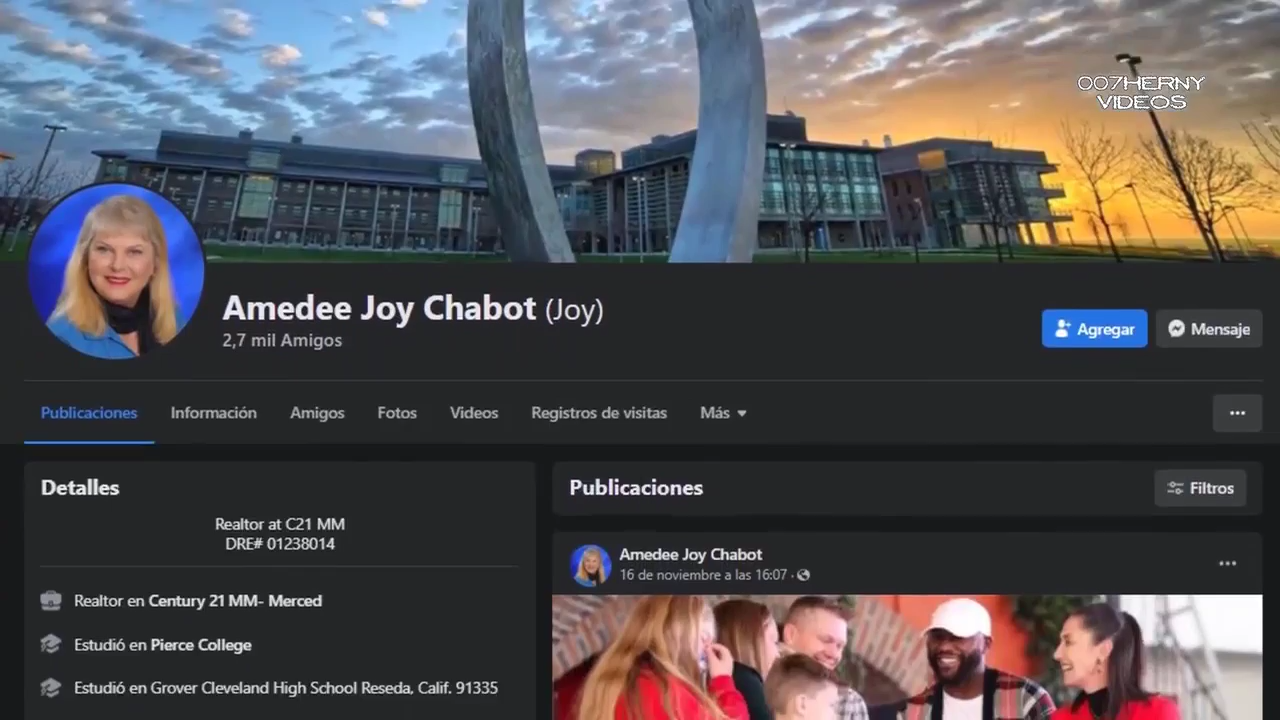 007HERNY
VIDEOS
Amedee Joy Chabot (Joy)
2,7 mil Amigos
Agregar
Mensaje
Publicaciones
Información
Amigos
Fotos
Videos
Registros de visitas
Más
Detalles
Realtor at C21 MM
DRE# 01238014
Realtor en Century 21 MM- Merced
Estudió en Pierce College
Estudió en Grover Cleveland High School Reseda, Calif. 91335
Publicaciones
Filtros
Amedee Joy Chabot
16 de noviembre a las 16:07 ·